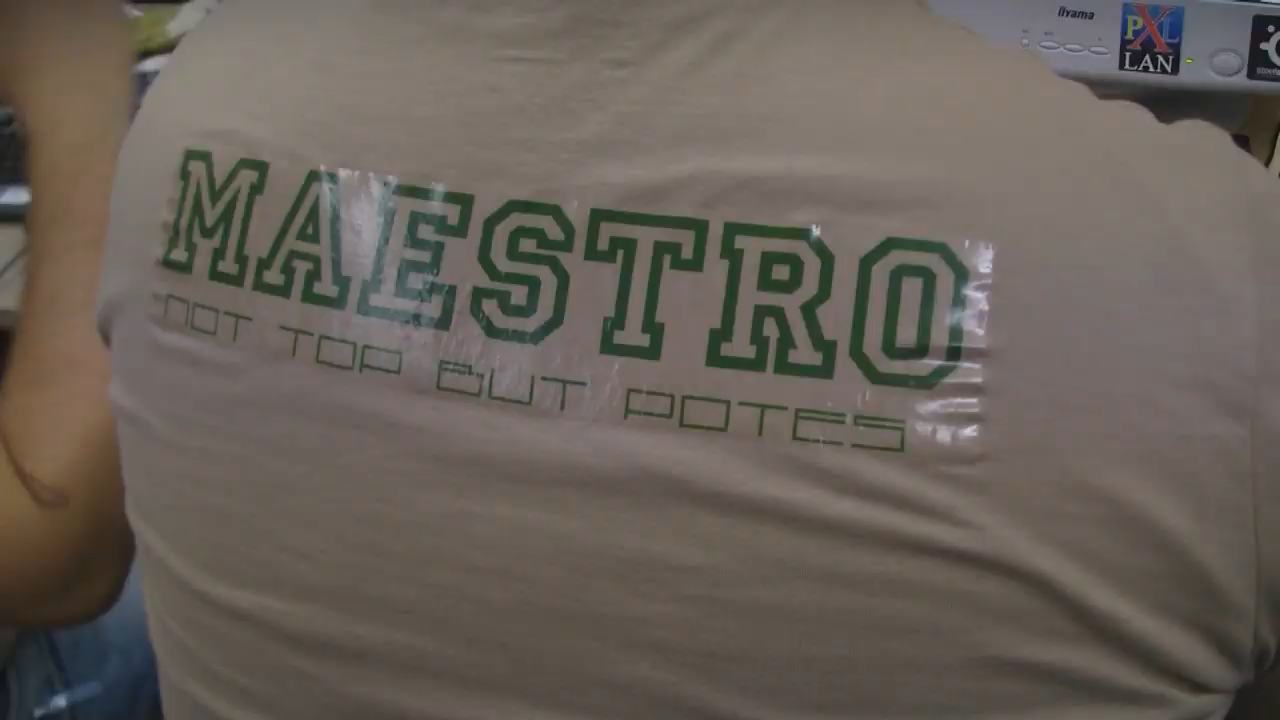 iiyama
PXL
LAN
MAESTRO
NOT TOP BUT POTES